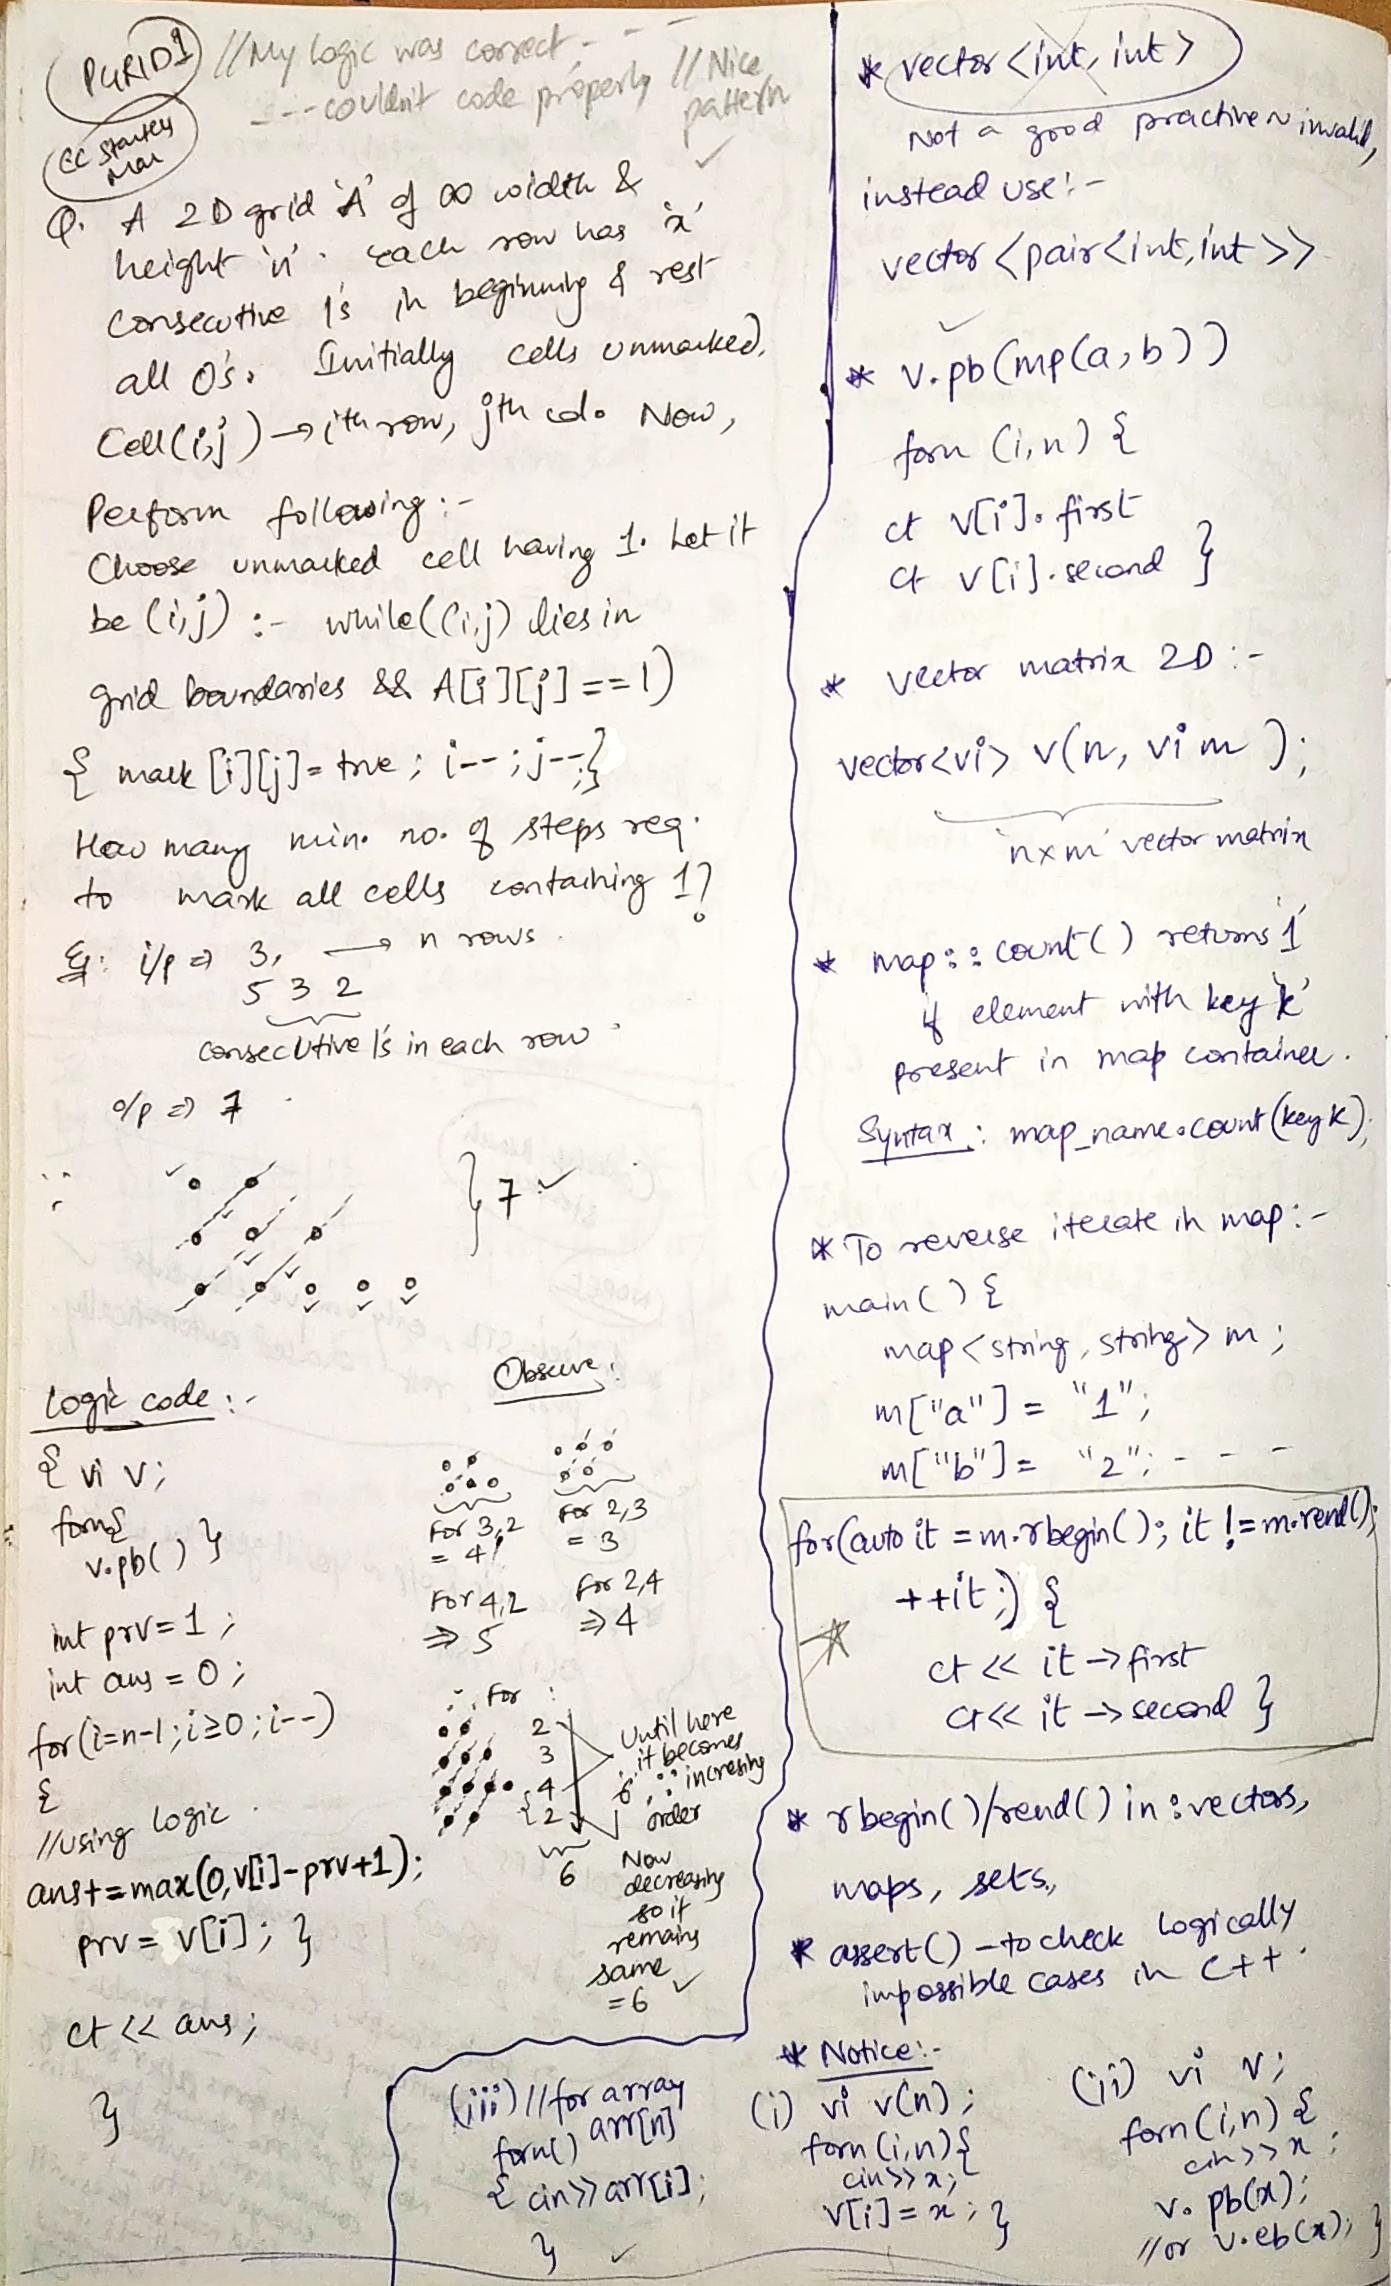 PGRID1
//My logic was correct - - -
- - - couldn't code properly
//Nice pattern
CC Starters
Q. A 2D grid 'A' of ∞ width &
height 'n'. each row has 'x'
consecutive 1's in beginning & rest
all 0's. Initially cells unmarked.
Cell(i,j) → ith row, jth col. Now,
Perform following :-
Choose unmarked cell having 1. Let it
be (i,j) :- while((i,j) lies in
grid boundaries && A[i][j]==1)
{ mark [i][j]= true ; i-- ; j--;}
How many min. no. of steps req.
to mark all cells containing 1?
Eg: i/p ⇒ 3, → n rows.
5 3 2
consecutive 1's in each row
o/p ⇒ 7
} 7 ✓
Logic code :-
{ vi v;
forn{
v.pb( ) }
int prv = 1 ;
int ans = 0 ;
for(i=n-1; i≥0; i--)
{
//using logic
ans+=max(0,v[i]-prv+1);
prv = v[i]; }
ct << ans;
}
Observe:
For 3,2
= 4
For 2,3
= 3
For 4,2
⇒ 5
For 2,4
⇒ 4
∴ For :
2
3
4
2
6
Until here
it becomes
6 ∵ increasing
order
Now
decreasing
so it
remains
same
= 6 ✓
* vector <int, int>
Not a good practive ~ invalid,
instead use :-
vector <pair<int,int>>
* v.pb(mp(a,b))
forn (i,n) {
ct v[i].first
ct v[i].second }
* vector matrix 2D :-
vector<vi> v(n, vi m );
'nxm' vector matrix
* map::count() returns '1'
if element with key 'k'
present in map container.
Syntax : map_name.count(key k);
* To reverse iterate in map :-
main( ) {
map <string, string> m ;
m["a"] = "1";
m["b"] = "2"; - - -
for(auto it = m.rbegin(); it != m.rend();
++it;) {
ct << it → first
ct << it → second }
* rbegin()/rend() in : vectors,
maps, sets.,
* assert() - to check logically
impossible cases in C++.
* Notice :-
(i) vi v(n) ;
forn (i,n){
cin>>x;
v[i] = x ; }
(ii) vi v;
forn(i,n) {
cin>>x ;
v.pb(x);
//or v.eb(x); }
(iii) //for array
arr[n]
forn()
{ cin>>arr[i];
} ✓